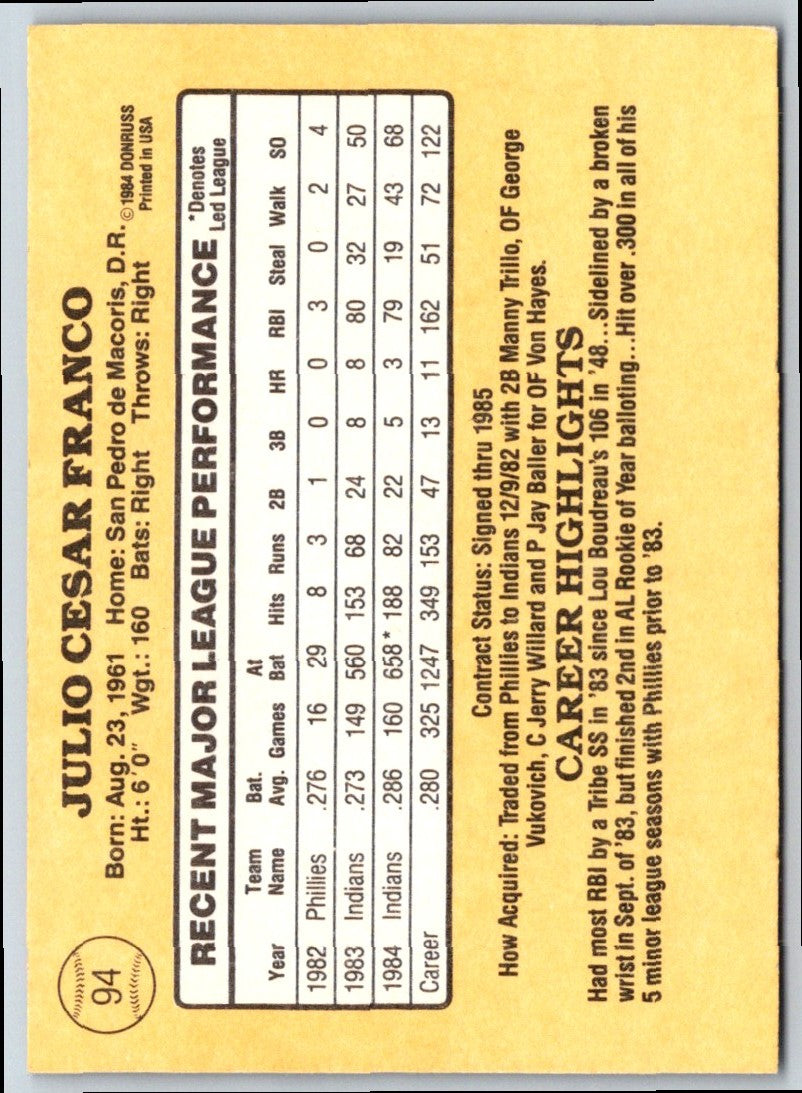 94
JULIO CESAR FRANCO
Born: Aug. 23, 1961 Home: San Pedro de Macoris, D.R.
Ht.: 6'0" Wgt.: 160 Bats: Right Throws: Right
© 1984 DONRUSS
Printed in USA
RECENT MAJOR LEAGUE PERFORMANCE
*Denotes
Led League
Year Team Name Bat. Avg. Games At Bat Hits Runs 2B 3B HR RBI Steal Walk SO
1982 Phillies .276 16 29 8 3 1 0 0 3 0 2 4
1983 Indians .273 149 560 153 68 24 8 8 80 32 27 50
1984 Indians .286 160 658* 188 82 22 5 3 79 19 43 68
Career .280 325 1247 349 153 47 13 11 162 51 72 122
Contract Status: Signed thru 1985
How Acquired: Traded from Phillies to Indians 12/9/82 with 2B Manny Trillo, OF George
Vukovich, C Jerry Willard and P Jay Baller for OF Von Hayes.
CAREER HIGHLIGHTS
Had most RBI by a Tribe SS in '83 since Lou Boudreau's 106 in '48...Sidelined by a broken
wrist in Sept. of '83, but finished 2nd in AL Rookie of Year balloting...Hit over .300 in all of his
5 minor league seasons with Phillies prior to '83.